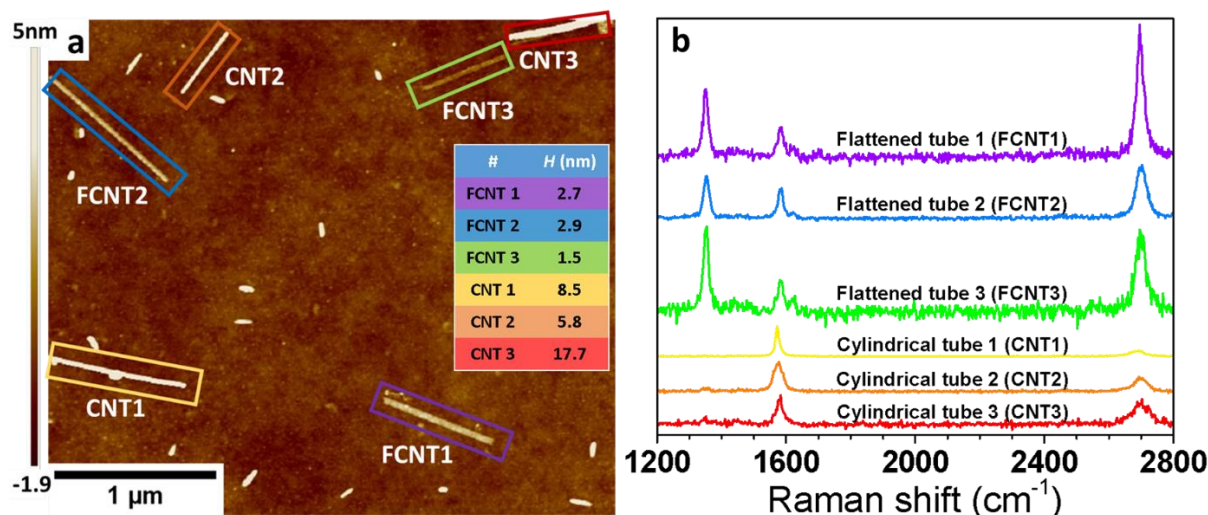 5nm
a
CNT2
CNT3
FCNT3
FCNT2
# H (nm)
FCNT 1 2.7
FCNT 2 2.9
FCNT 3 1.5
CNT 1 8.5
CNT 2 5.8
CNT 3 17.7
CNT1
FCNT1
-1.9
1 µm
b
Flattened tube 1 (FCNT1)
Flattened tube 2 (FCNT2)
Flattened tube 3 (FCNT3)
Cylindrical tube 1 (CNT1)
Cylindrical tube 2 (CNT2)
Cylindrical tube 3 (CNT3)
1200 1600 2000 2400 2800
Raman shift (cm⁻¹)